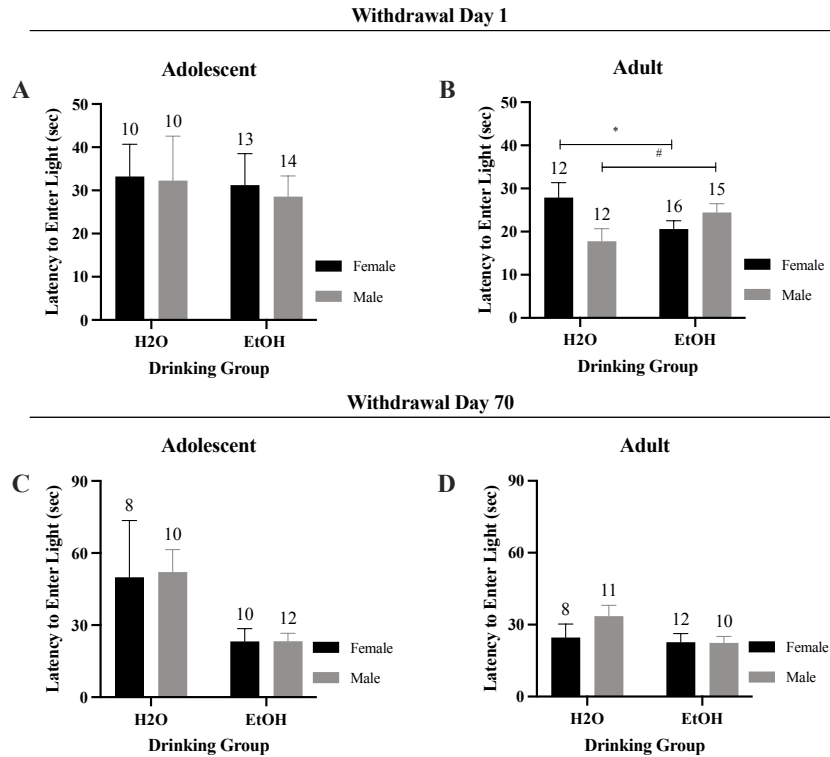 Withdrawal Day 1
Adolescent
A
Latency to Enter Light (sec)
50
40
30
20
10
0
10
10
13
14
Female
Male
H2O
EtOH
Drinking Group
Adult
B
Latency to Enter Light (sec)
50
40
30
20
10
0
*
#
12
12
16
15
Female
Male
H2O
EtOH
Drinking Group
Withdrawal Day 70
Adolescent
C
Latency to Enter Light (sec)
90
60
30
0
8
10
10
12
Female
Male
H2O
EtOH
Drinking Group
Adult
D
Latency to Enter Light (sec)
90
60
30
0
8
11
12
10
Female
Male
H2O
EtOH
Drinking Group